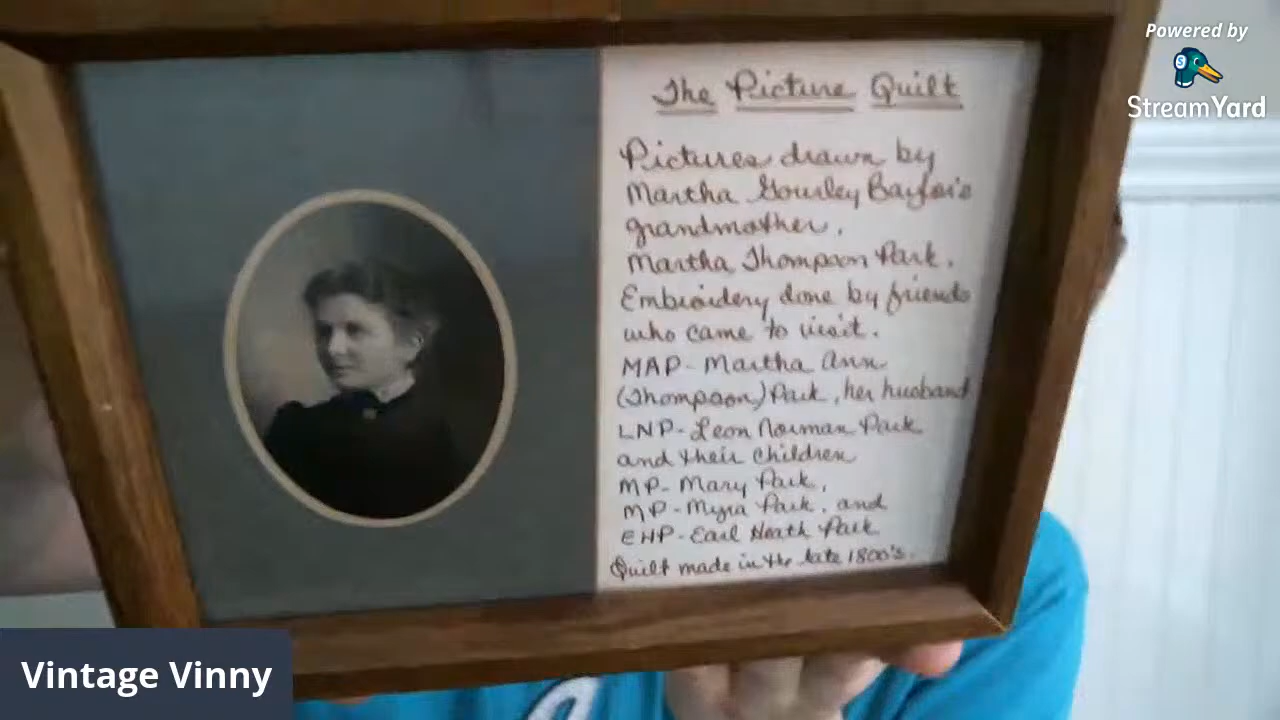 Powered by
StreamYard
The Picture Quilt
Pictures drawn by
Martha Gourley Baylor's
grandmother,
Martha Thompson Park.
Embroidery done by friends
who came to visit.
MAP- Martha Ann
(Thompson) Park, her husband
LNP- Leon Norman Park
and their children
MP- Mary Park,
MP- Myra Park, and
EHP- Earl Heath Park
Quilt made in the late 1800's.
Vintage Vinny